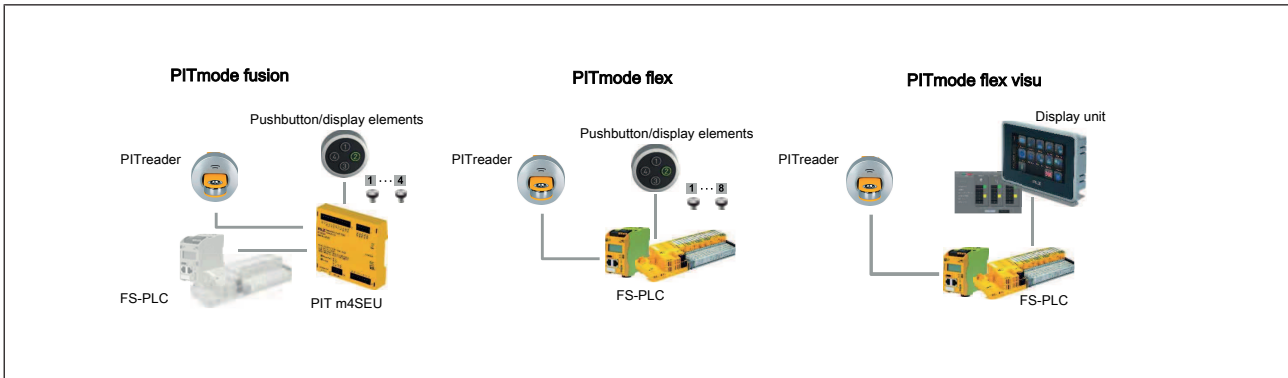 PITmode fusion
Pushbutton/display elements
PITreader
1 ... 4
FS-PLC
PIT m4SEU
PITmode flex
Pushbutton/display elements
PITreader
1 ... 8
FS-PLC
PITmode flex visu
Display unit
PITreader
FS-PLC